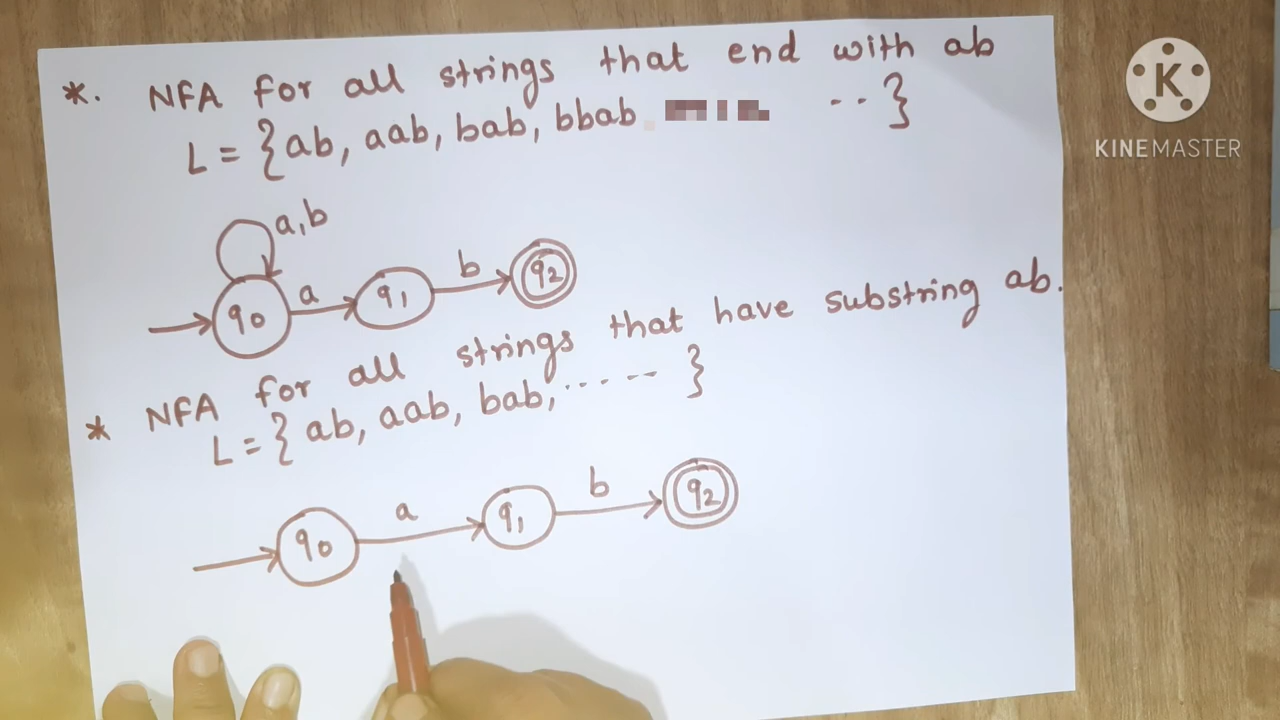 *. NFA for all strings that end with ab
L = {ab, aab, bab, bbab -- }
a,b
q0 a q1 b q2
* NFA for all strings that have substring ab.
L = { ab, aab, bab, ...... }
q0 a q1 b q2
K
KINEMASTER